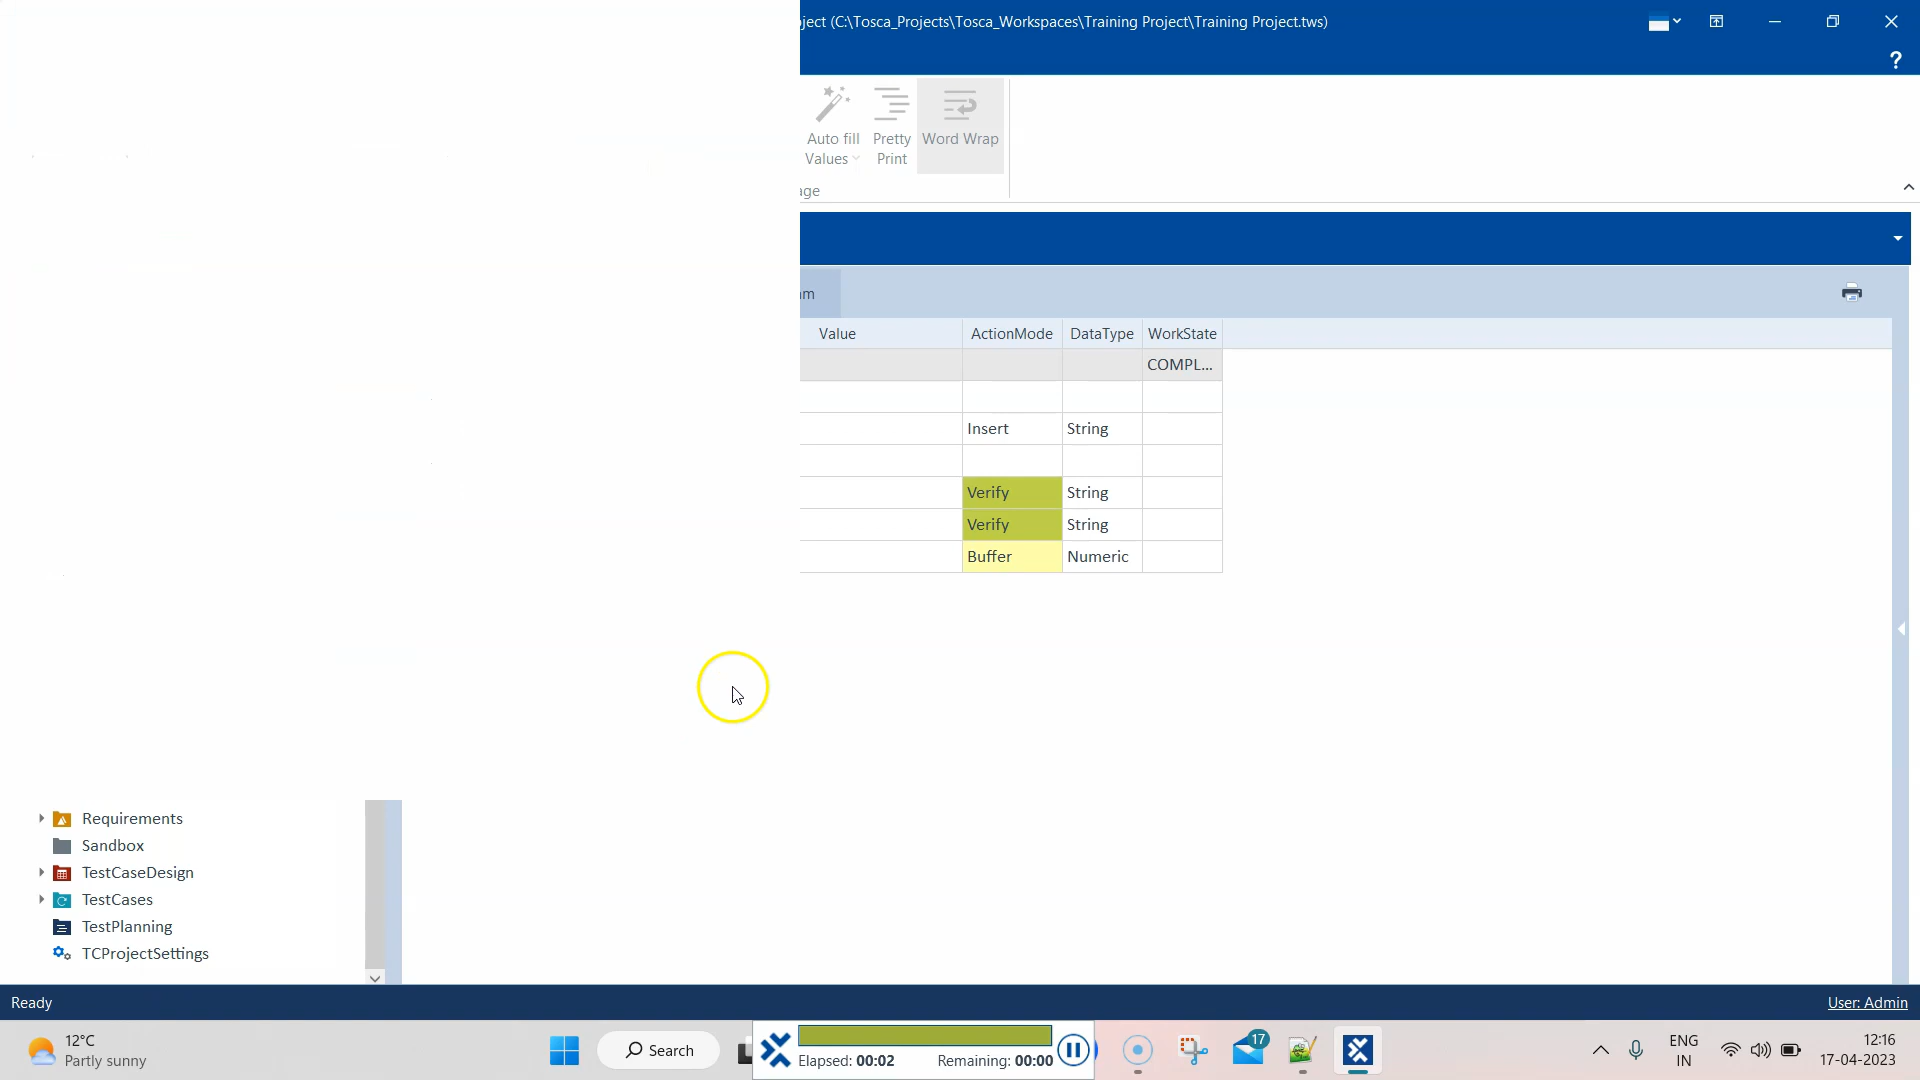 ject (C:\Tosca_Projects\Tosca_Workspaces\Training Project\Training Project.tws)
?
Auto fill Values
Pretty Print
Word Wrap
age
am
Value ActionMode DataType WorkState
COMPL...
Insert String
Verify String
Verify String
Buffer Numeric
Requirements
Sandbox
TestCaseDesign
TestCases
TestPlanning
TCProjectSettings
Ready User: Admin
12°C
Partly sunny
Search
Elapsed: 00:02 Remaining: 00:00
17
ENG
IN
12:16
17-04-2023